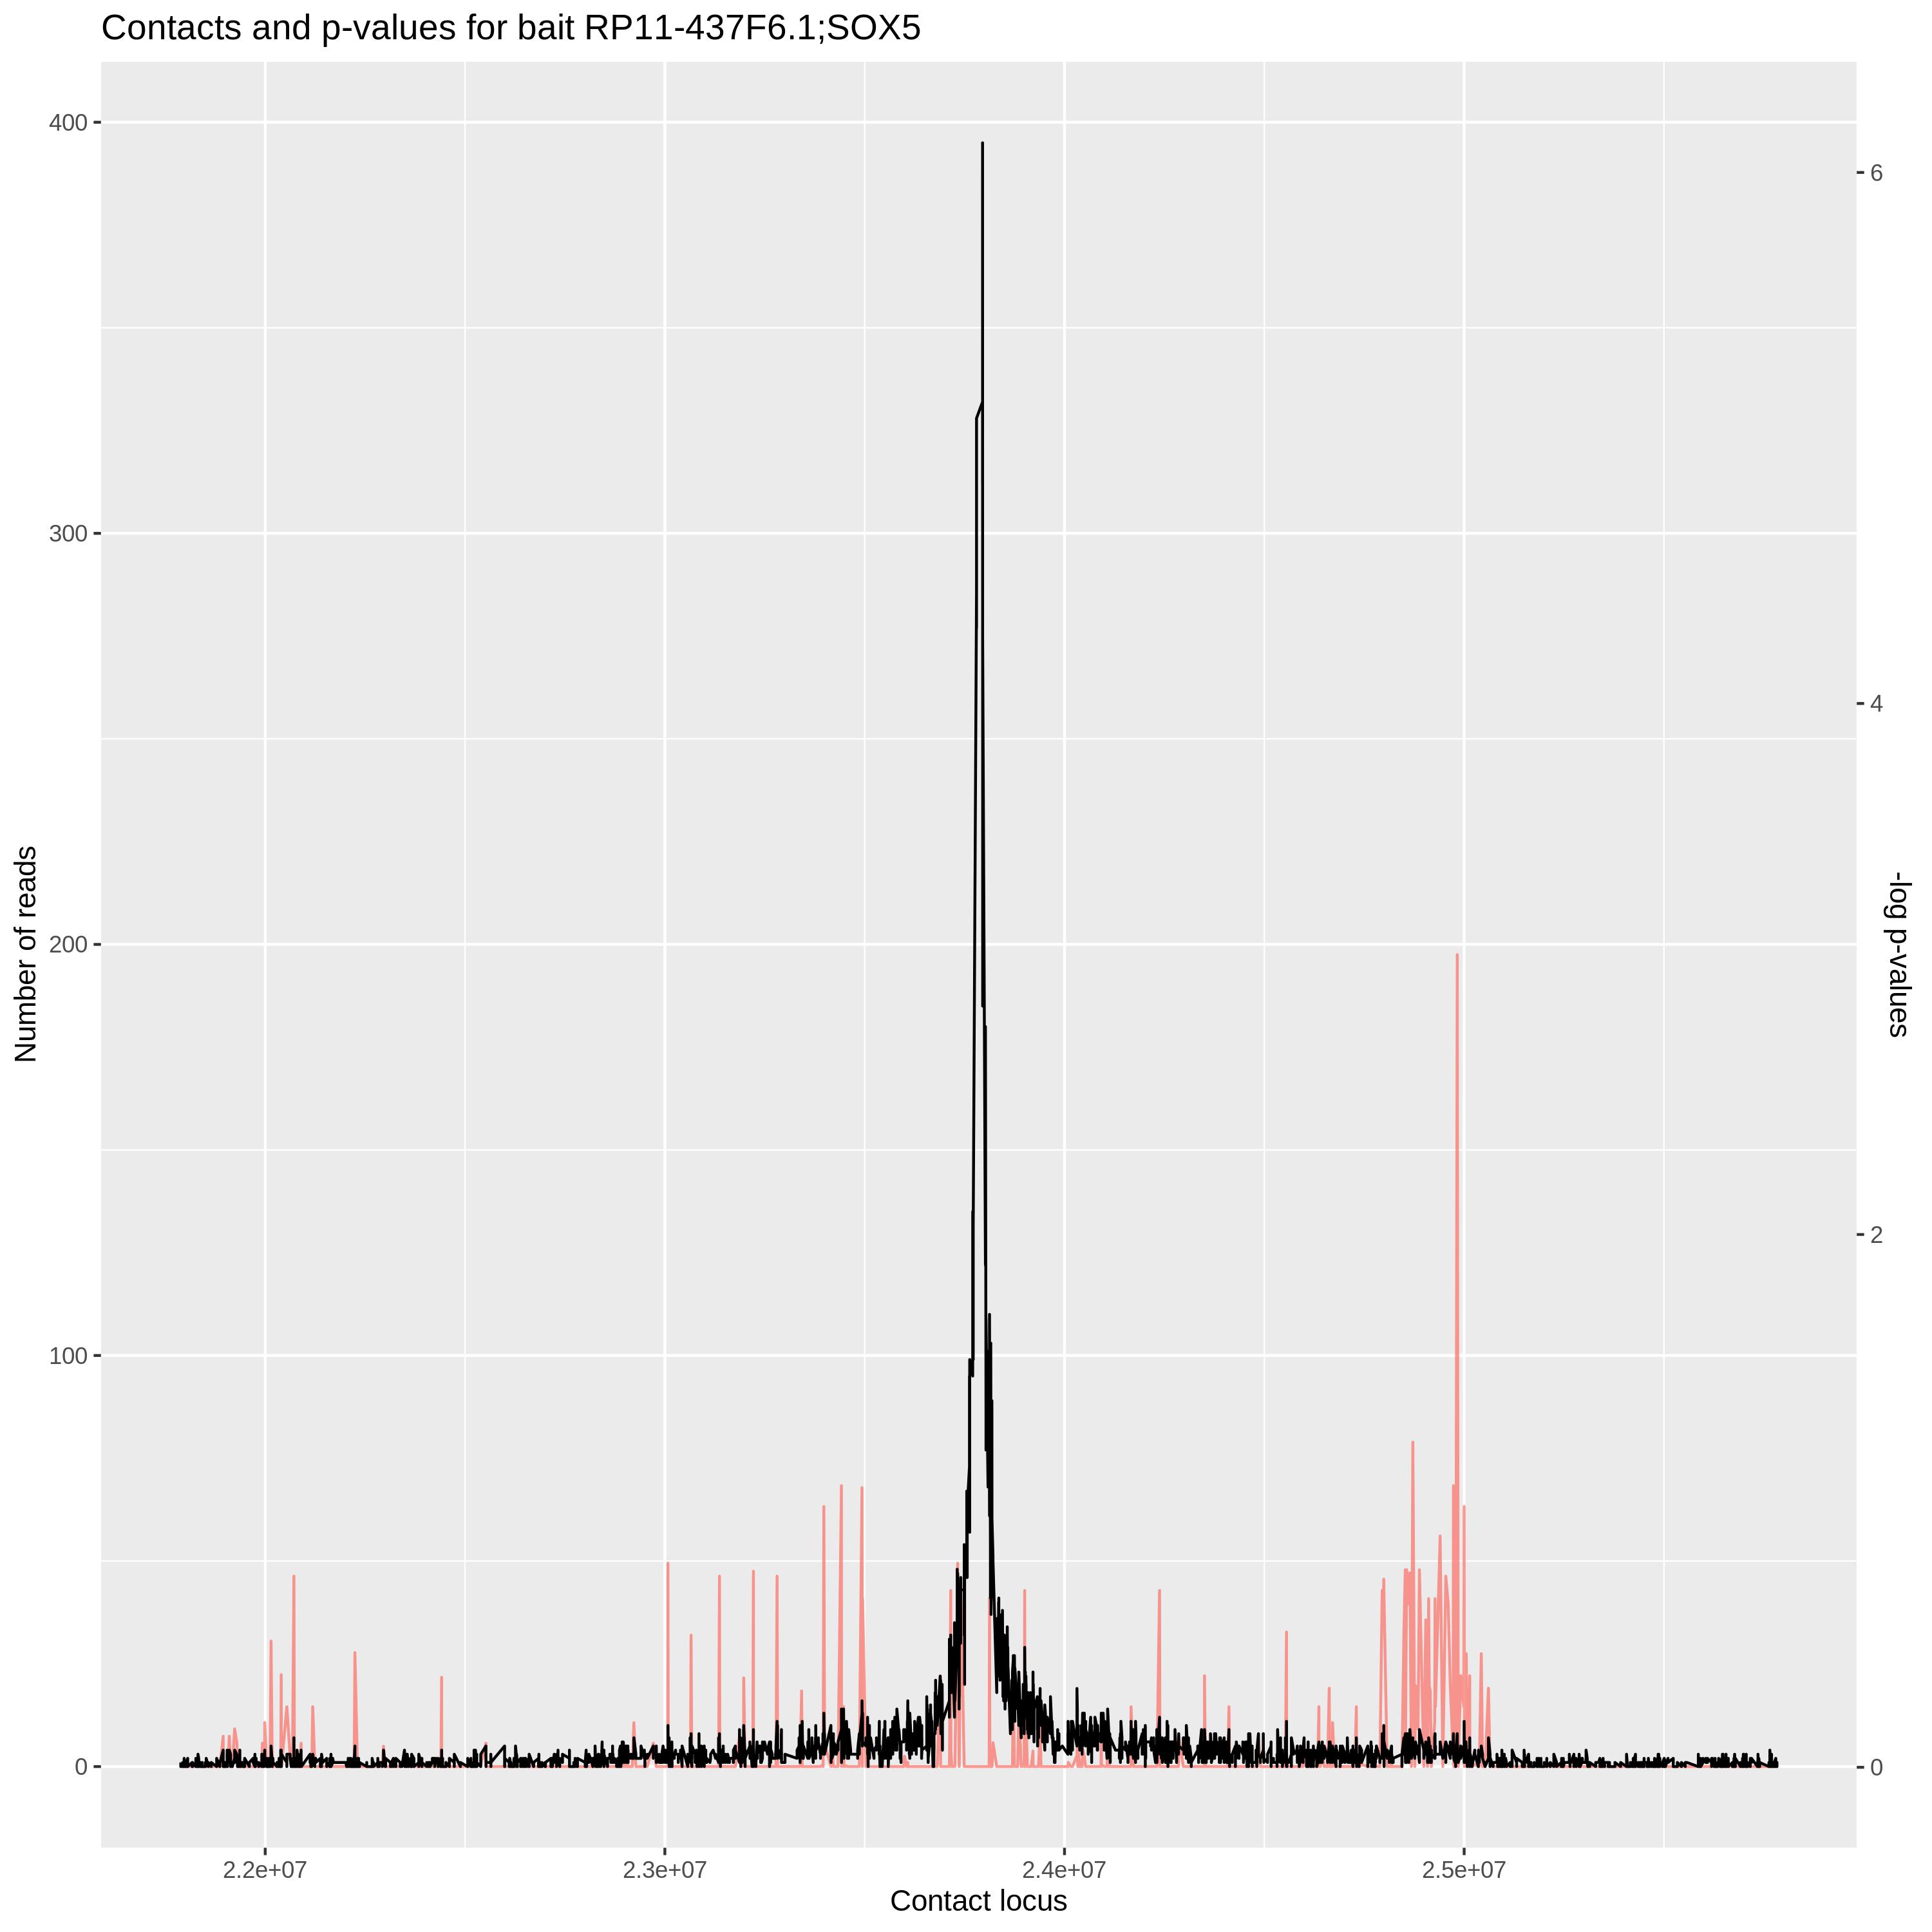 Contacts and p-values for bait RP11-437F6.1;SOX5
400
300
200
100
0
Number of reads
6
4
2
0
-log p-values
2.2e+07
2.3e+07
2.4e+07
2.5e+07
Contact locus